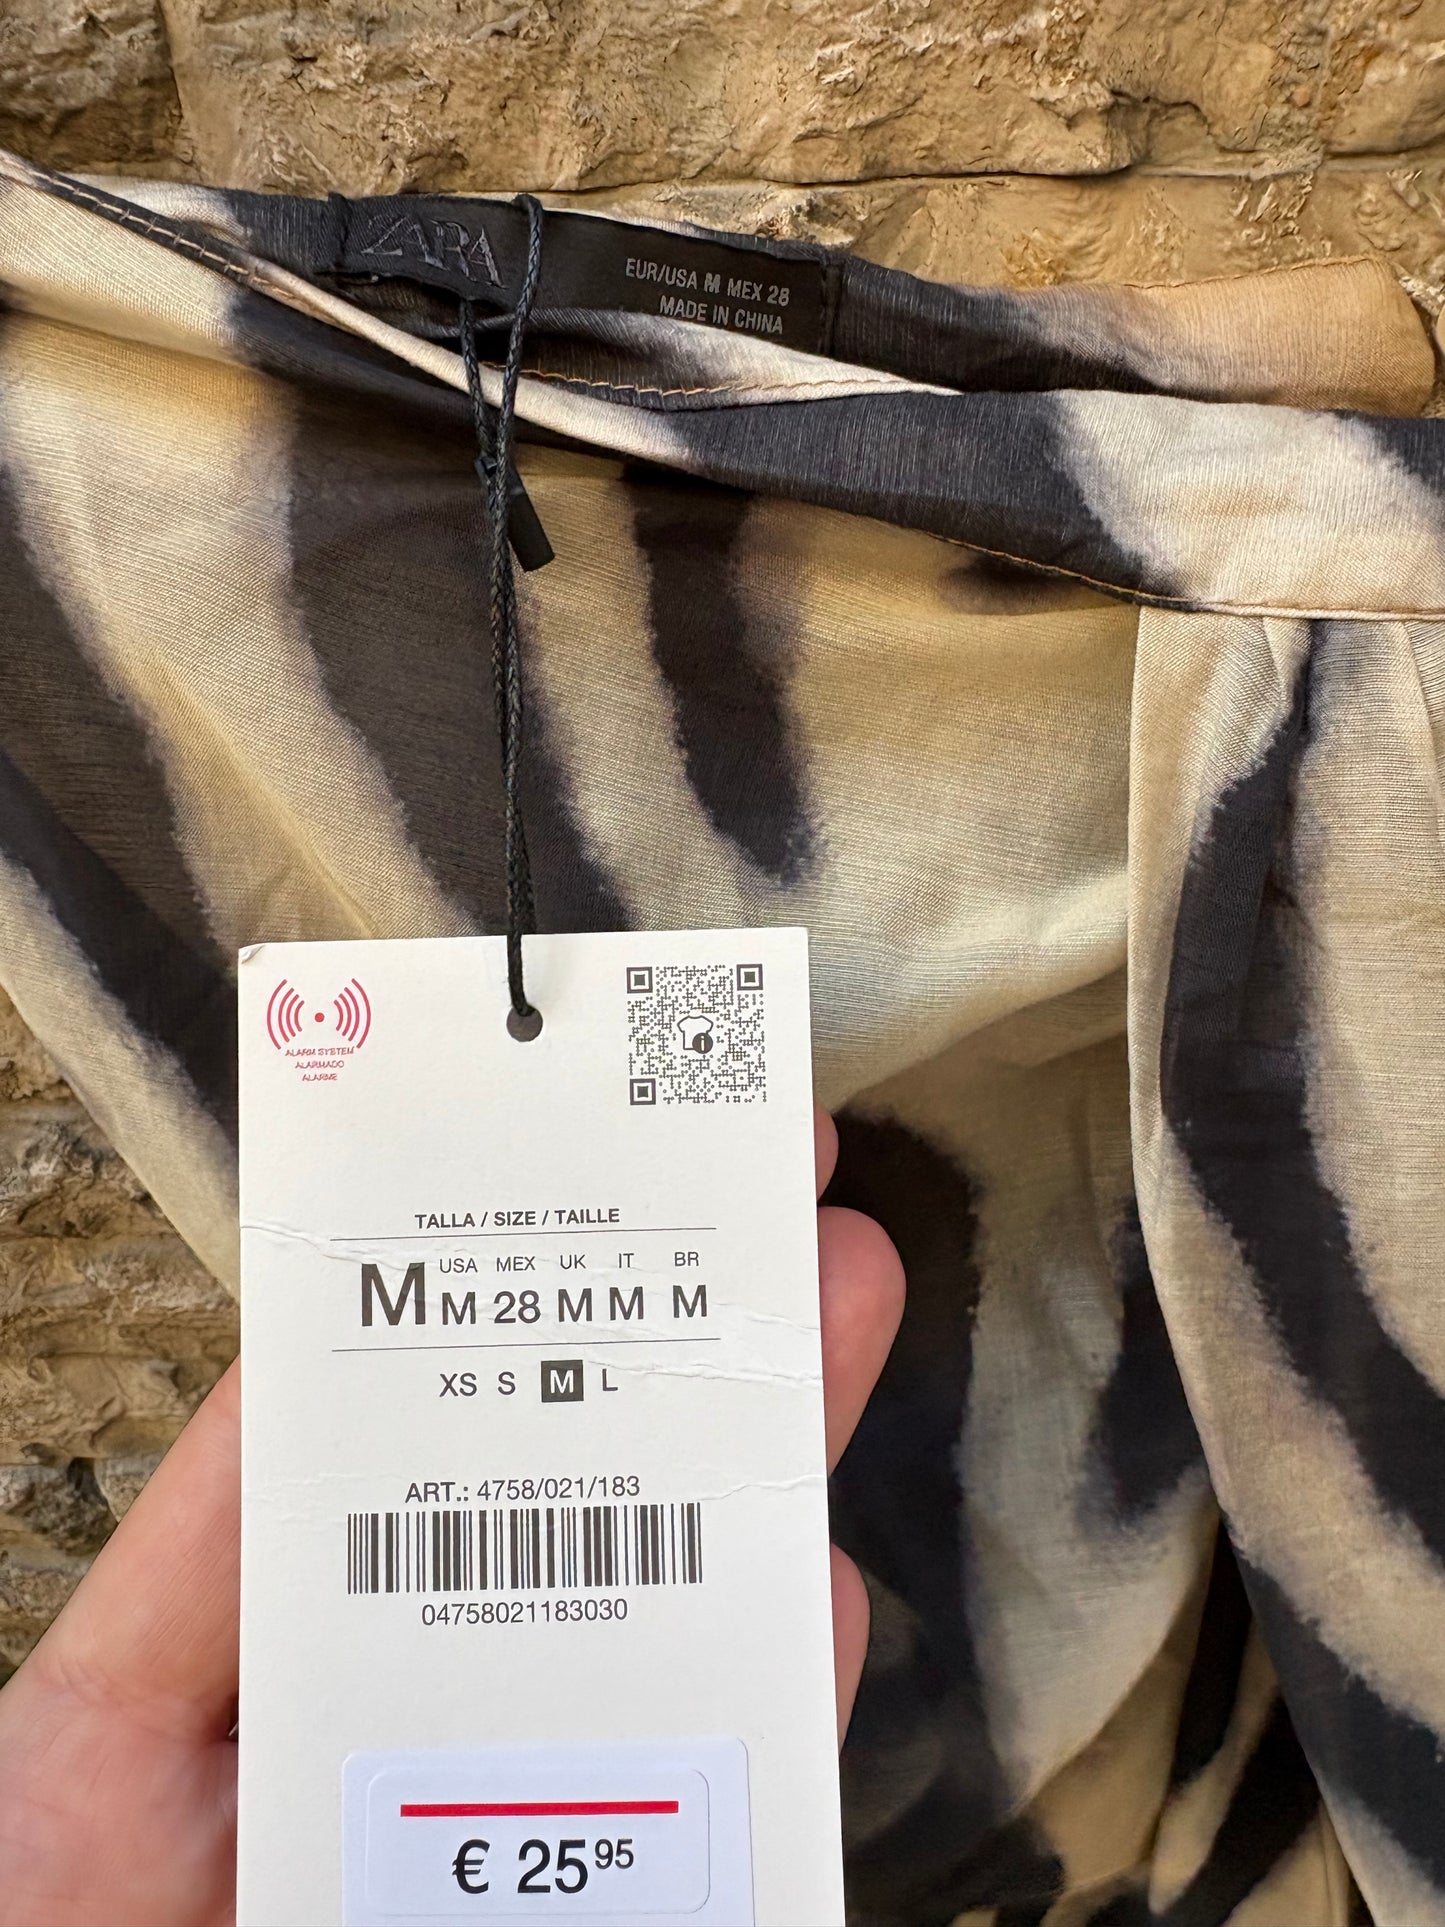 ZARA
EUR/USA M MEX 28
MADE IN CHINA
ALARM SYSTEM
ALARMADO
ALARME
i
TALLA / SIZE / TAILLE
USA MEX UK IT BR
M M 28 M M M
XS S M L
ART.: 4758/021/183
04758021183030
€ 25 95